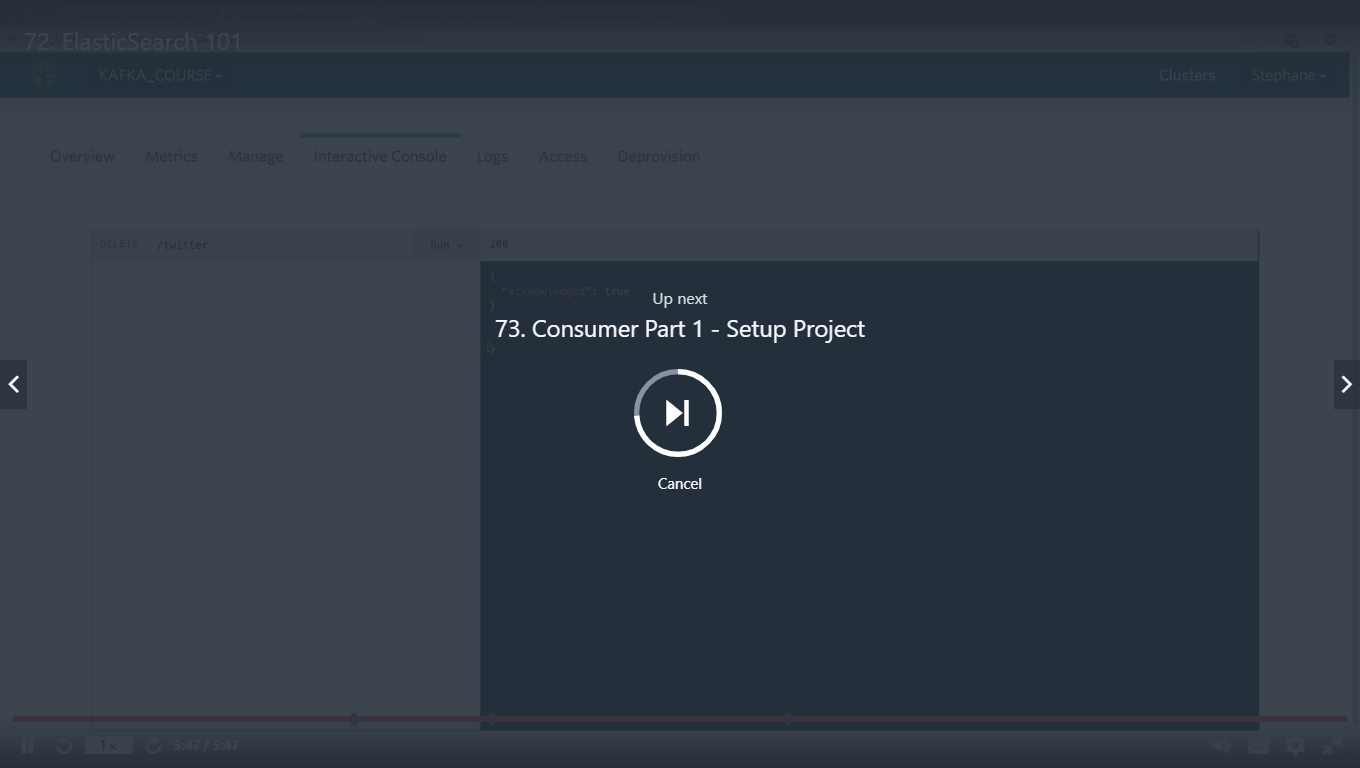 72. ElasticSearch 101
KAFKA_COURSE
Clusters
Stephane
Overview
Metrics
Manage
Interactive Console
Logs
Access
Deprovision
DELETE /twitter
Run
200
{
"acknowledged": true
}
Up next
73. Consumer Part 1 - Setup Project
Cancel
1x
5:47 / 5:47
CC